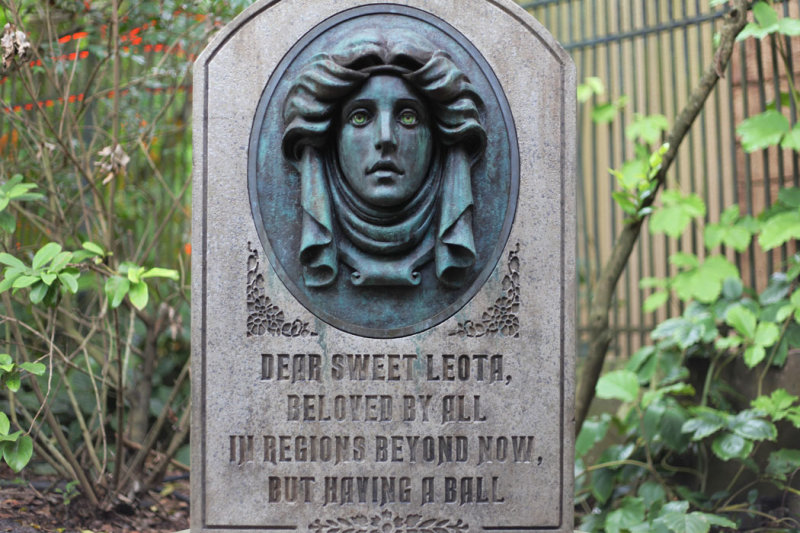 DEAR SWEET LEOTA,
BELOVED BY ALL
IN REGIONS BEYOND NOW,
BUT HAVING A BALL